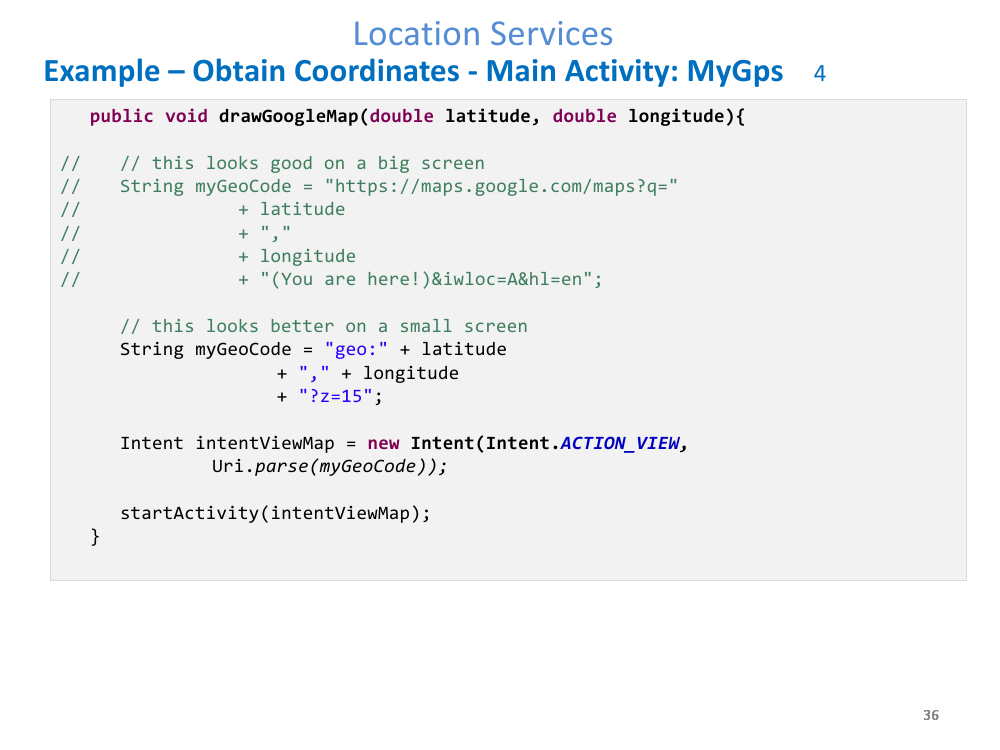 Location Services
Example – Obtain Coordinates - Main Activity: MyGps 4
public void drawGoogleMap(double latitude, double longitude){
// // this looks good on a big screen
// String myGeoCode = "https://maps.google.com/maps?q="
// + latitude
// + ","
// + longitude
// + "(You are here!)&iwloc=A&hl=en";
// this looks better on a small screen
String myGeoCode = "geo:" + latitude
+ "," + longitude
+ "?z=15";
Intent intentViewMap = new Intent(Intent.ACTION_VIEW,
Uri.parse(myGeoCode));
startActivity(intentViewMap);
}
36